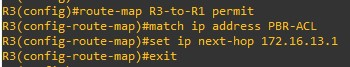 R3(config)#route-map R3-to-R1 permit
R3(config-route-map)#match ip address PBR-ACL
R3(config-route-map)#set ip next-hop 172.16.13.1
R3(config-route-map)#exit